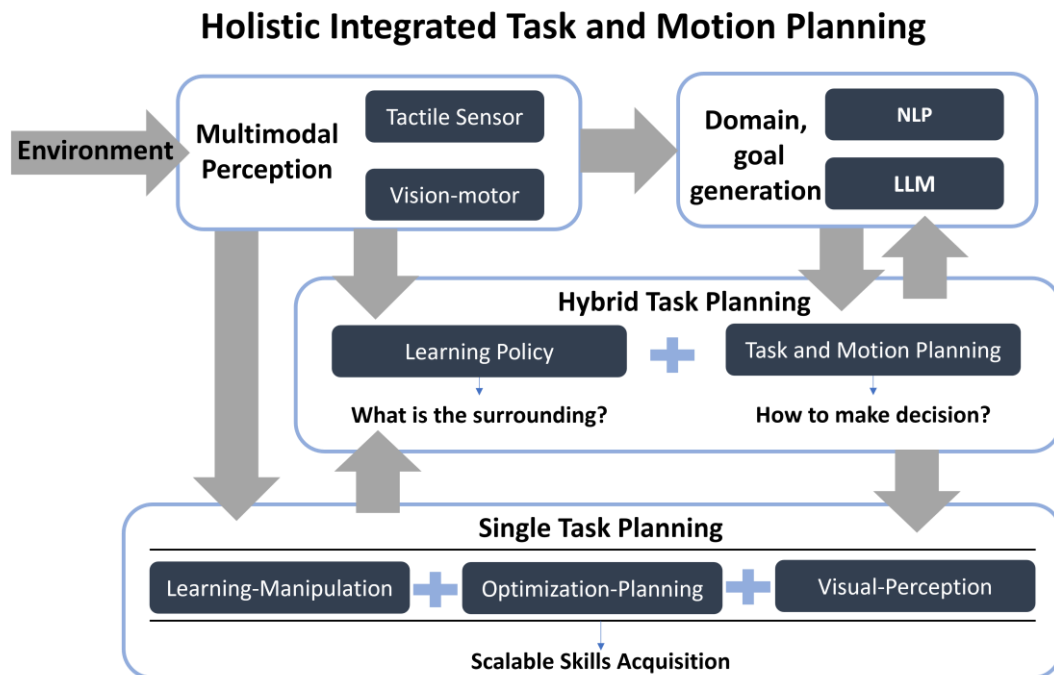 Holistic Integrated Task and Motion Planning
Environment
Multimodal
Perception
Tactile Sensor
Vision-motor
Domain,
goal
generation
NLP
LLM
Hybrid Task Planning
Learning Policy
Task and Motion Planning
What is the surrounding?
How to make decision?
Single Task Planning
Learning-Manipulation
Optimization-Planning
Visual-Perception
Scalable Skills Acquisition